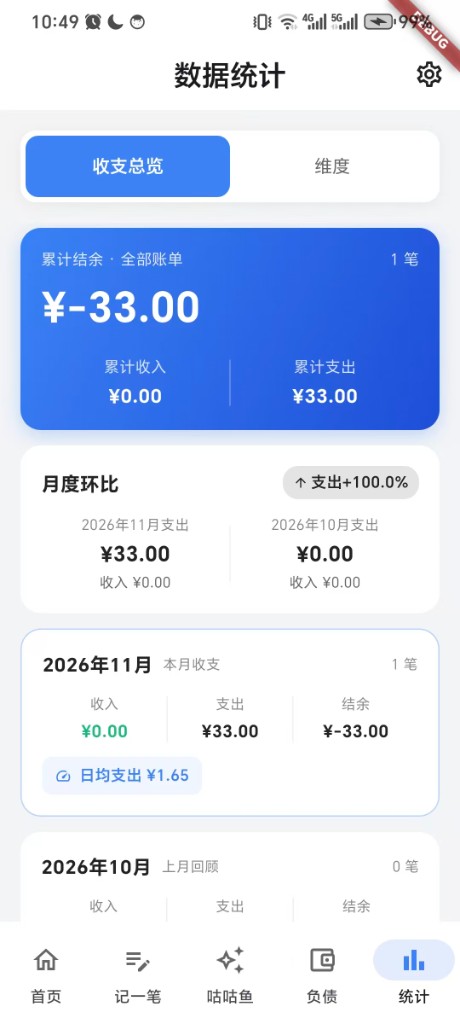 10:49 4G 5G 99%
DEBUG
数据统计
收支总览 维度
累计结余 · 全部账单 1 笔
¥-33.00
累计收入 累计支出
¥0.00 ¥33.00
月度环比 ↑ 支出+100.0%
2026年11月支出 2026年10月支出
¥33.00 ¥0.00
收入 ¥0.00 收入 ¥0.00
2026年11月 本月收支 1 笔
收入 支出 结余
¥0.00 ¥33.00 ¥-33.00
日均支出 ¥1.65
2026年10月 上月回顾 0 笔
收入 支出 结余
首页 记一笔 咕咕鱼 负债 统计